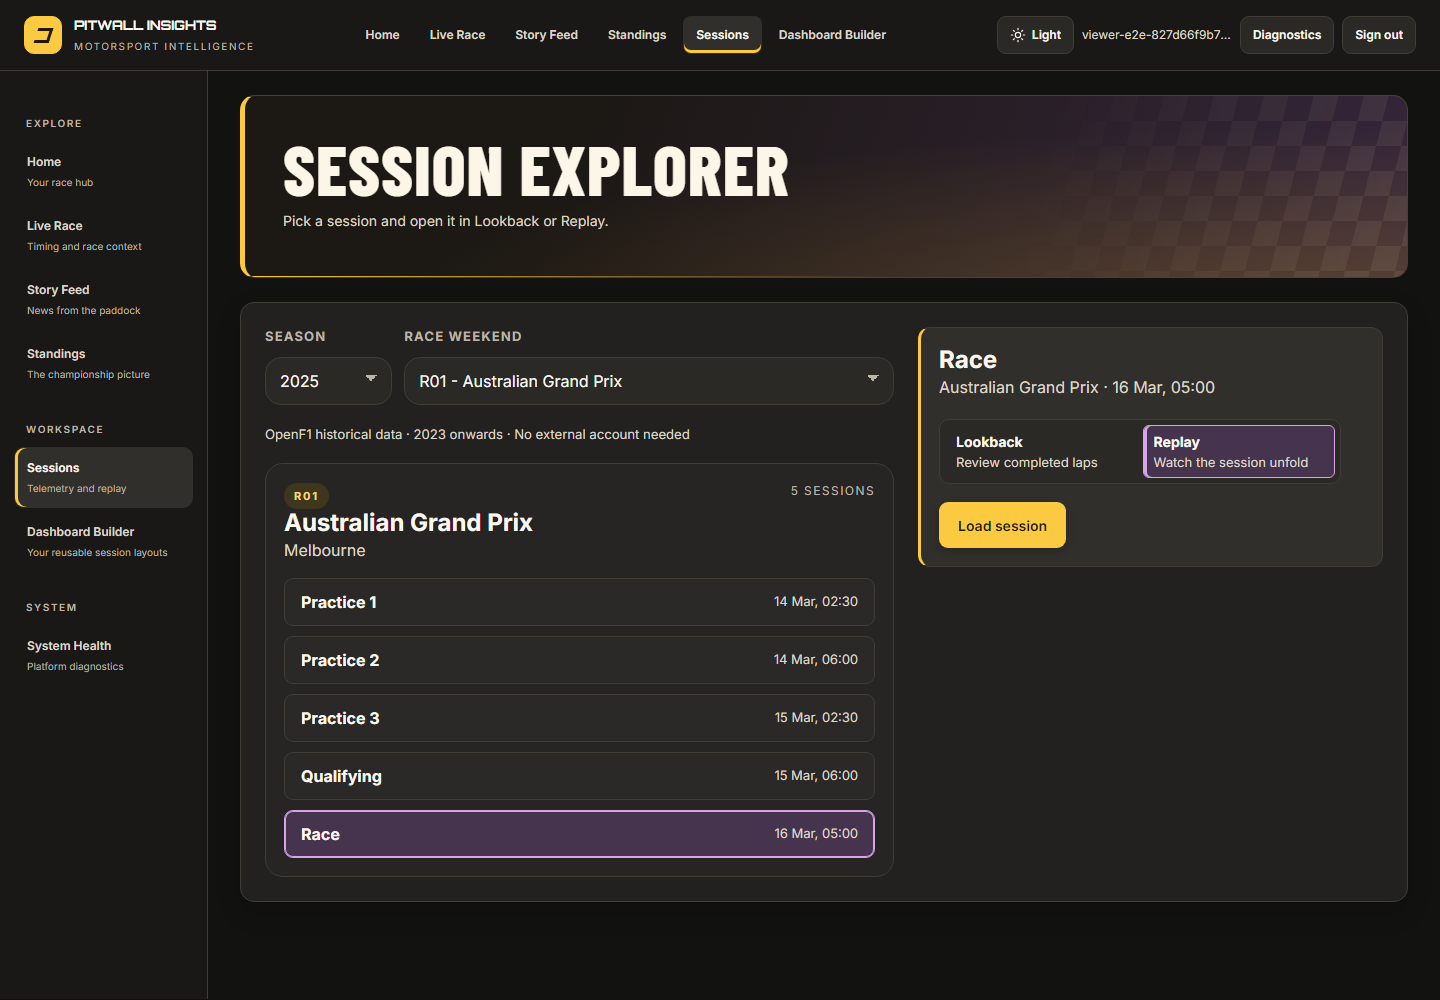 PITWALL INSIGHTS
MOTORSPORT INTELLIGENCE
Home
Live Race
Story Feed
Standings
Sessions
Dashboard Builder
Light
viewer-e2e-827d66f9b7...
Diagnostics
Sign out
EXPLORE
Home
Your race hub
Live Race
Timing and race context
Story Feed
News from the paddock
Standings
The championship picture
WORKSPACE
Sessions
Telemetry and replay
Dashboard Builder
Your reusable session layouts
SYSTEM
System Health
Platform diagnostics
SESSION EXPLORER
Pick a session and open it in Lookback or Replay.
SEASON
2025
RACE WEEKEND
R01 - Australian Grand Prix
OpenF1 historical data · 2023 onwards · No external account needed
R01
5 SESSIONS
Australian Grand Prix
Melbourne
Practice 1 14 Mar, 02:30
Practice 2 14 Mar, 06:00
Practice 3 15 Mar, 02:30
Qualifying 15 Mar, 06:00
Race 16 Mar, 05:00
Race
Australian Grand Prix · 16 Mar, 05:00
Lookback
Review completed laps
Replay
Watch the session unfold
Load session